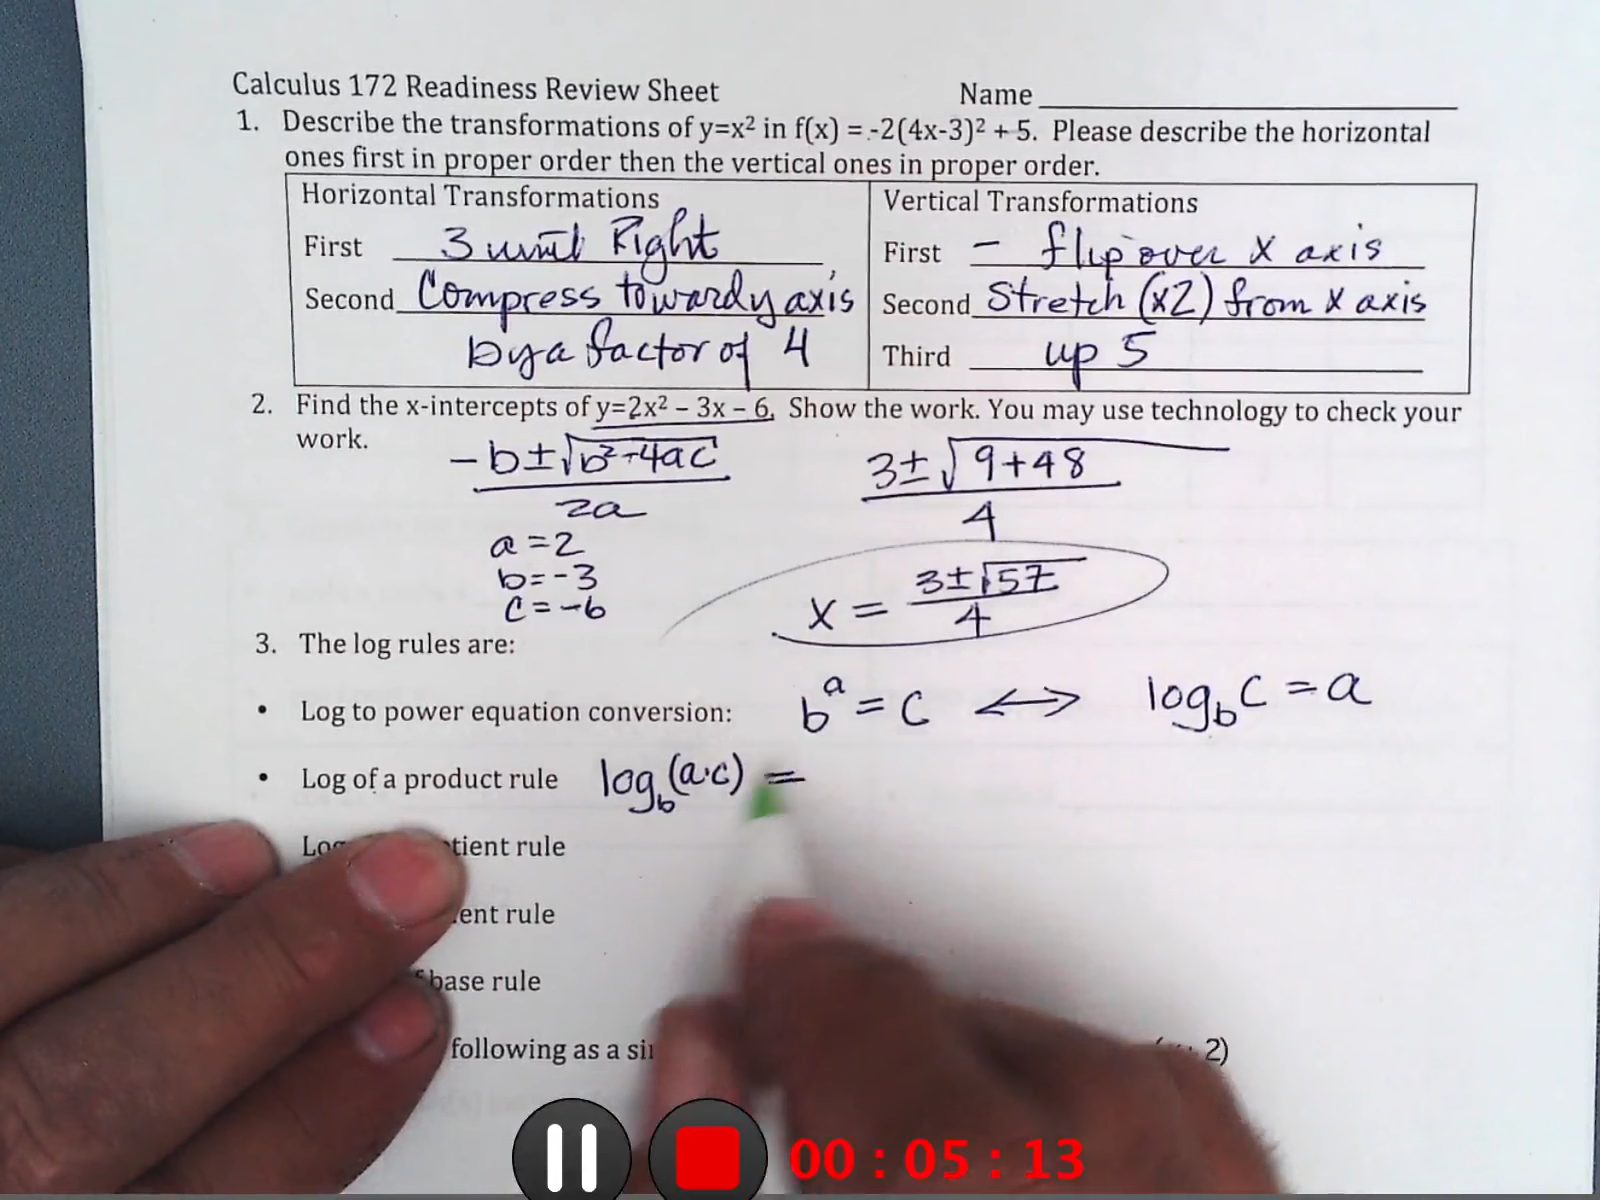 Calculus 172 Readiness Review Sheet Name
1. Describe the transformations of y=x² in f(x) = -2(4x-3)² + 5. Please describe the horizontal
ones first in proper order then the vertical ones in proper order.
Horizontal Transformations
First 3 unit Right
Second Compress toward y axis
by a factor of 4
Vertical Transformations
First - flip over x axis
Second Stretch (x2) from x axis
Third up 5
2. Find the x-intercepts of y=2x² – 3x – 6. Show the work. You may use technology to check your
work.
-b±√b²-4ac
2a
a = 2
b = -3
c = -6
3±√9+48
4
x = 3±√57
4
3. The log rules are:
• Log to power equation conversion: b^a = c ↔ log_b c = a
• Log of a product rule log_b(a·c) =
tient rule
ent rule
base rule
following as a 2)
00 : 05 : 13